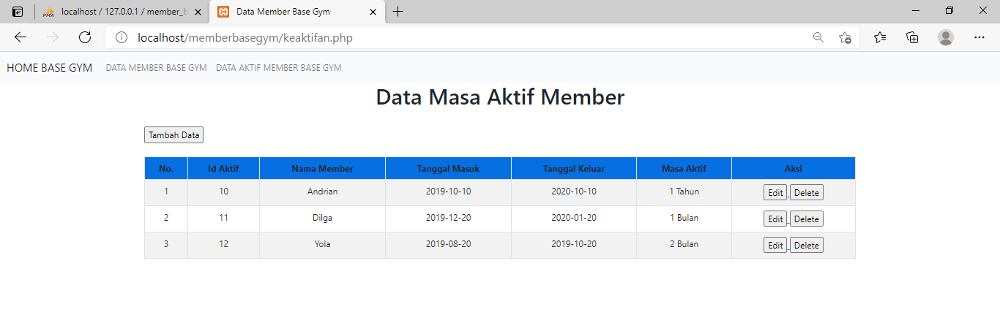 PMA localhost / 127.0.0.1 / member_b Data Member Base Gym
localhost/memberbasegym/keaktifan.php
HOME BASE GYM DATA MEMBER BASE GYM DATA AKTIF MEMBER BASE GYM
Data Masa Aktif Member
Tambah Data
No. Id Aktif Nama Member Tanggal Masuk Tanggal Keluar Masa Aktif Aksi
1 10 Andrian 2019-10-10 2020-10-10 1 Tahun Edit Delete
2 11 Dilga 2019-12-20 2020-01-20 1 Bulan Edit Delete
3 12 Yola 2019-08-20 2019-10-20 2 Bulan Edit Delete